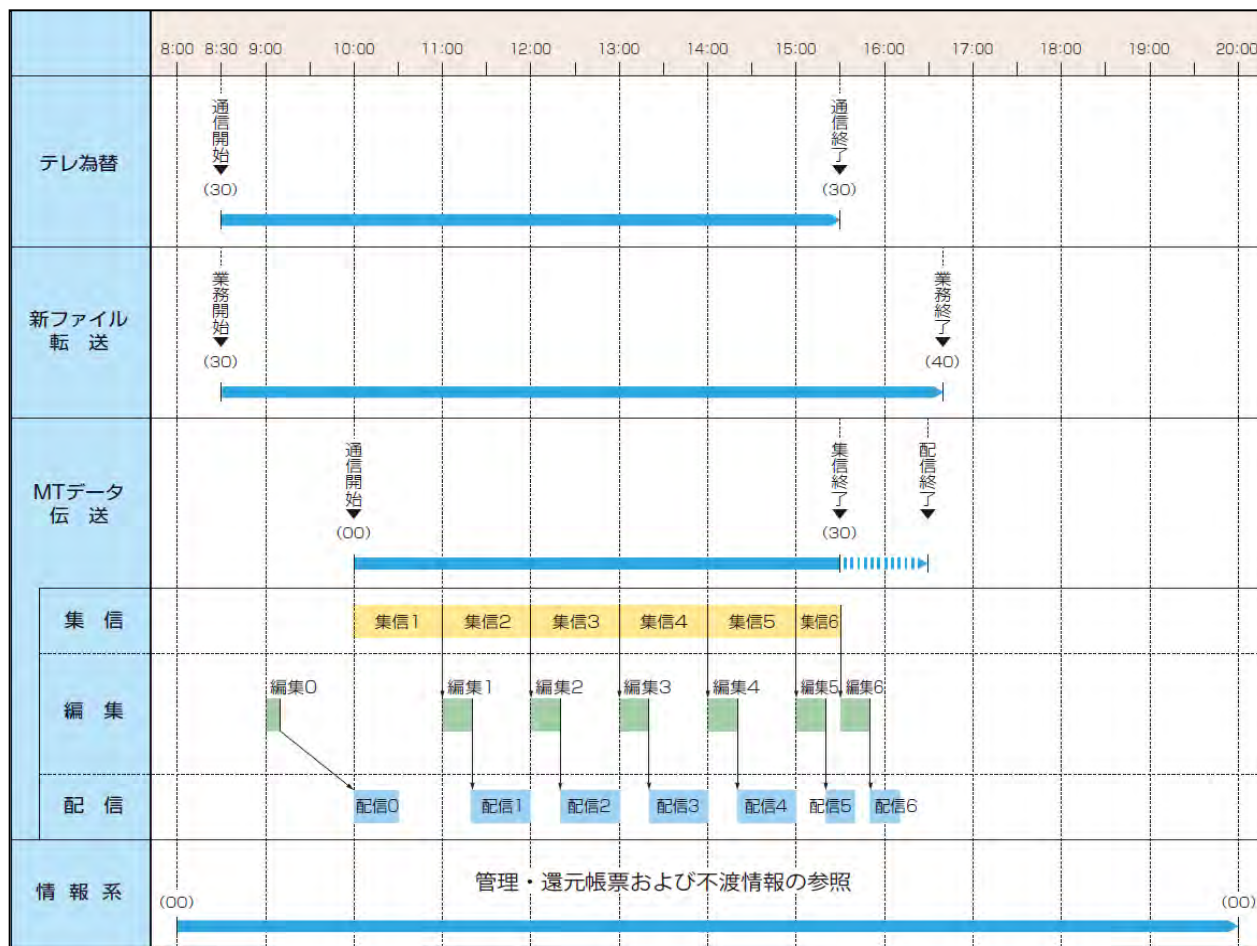 8:00 8:30 9:00 10:00 11:00 12:00 13:00 14:00 15:00 16:00 17:00 18:00 19:00 20:00
テレ為替
通信開始
(30)
通信終了
(30)
新ファイル
転 送
業務開始
(30)
業務終了
(40)
MTデータ
伝 送
通信開始
(00)
集信終了
(30)
配信終了
集 信
集信1 集信2 集信3 集信4 集信5 集信6
編 集
編集0 編集1 編集2 編集3 編集4 編集5 編集6
配 信
配信0 配信1 配信2 配信3 配信4 配信5 配信6
情 報 系
管理・還元帳票および不渡情報の参照
(00) (00)